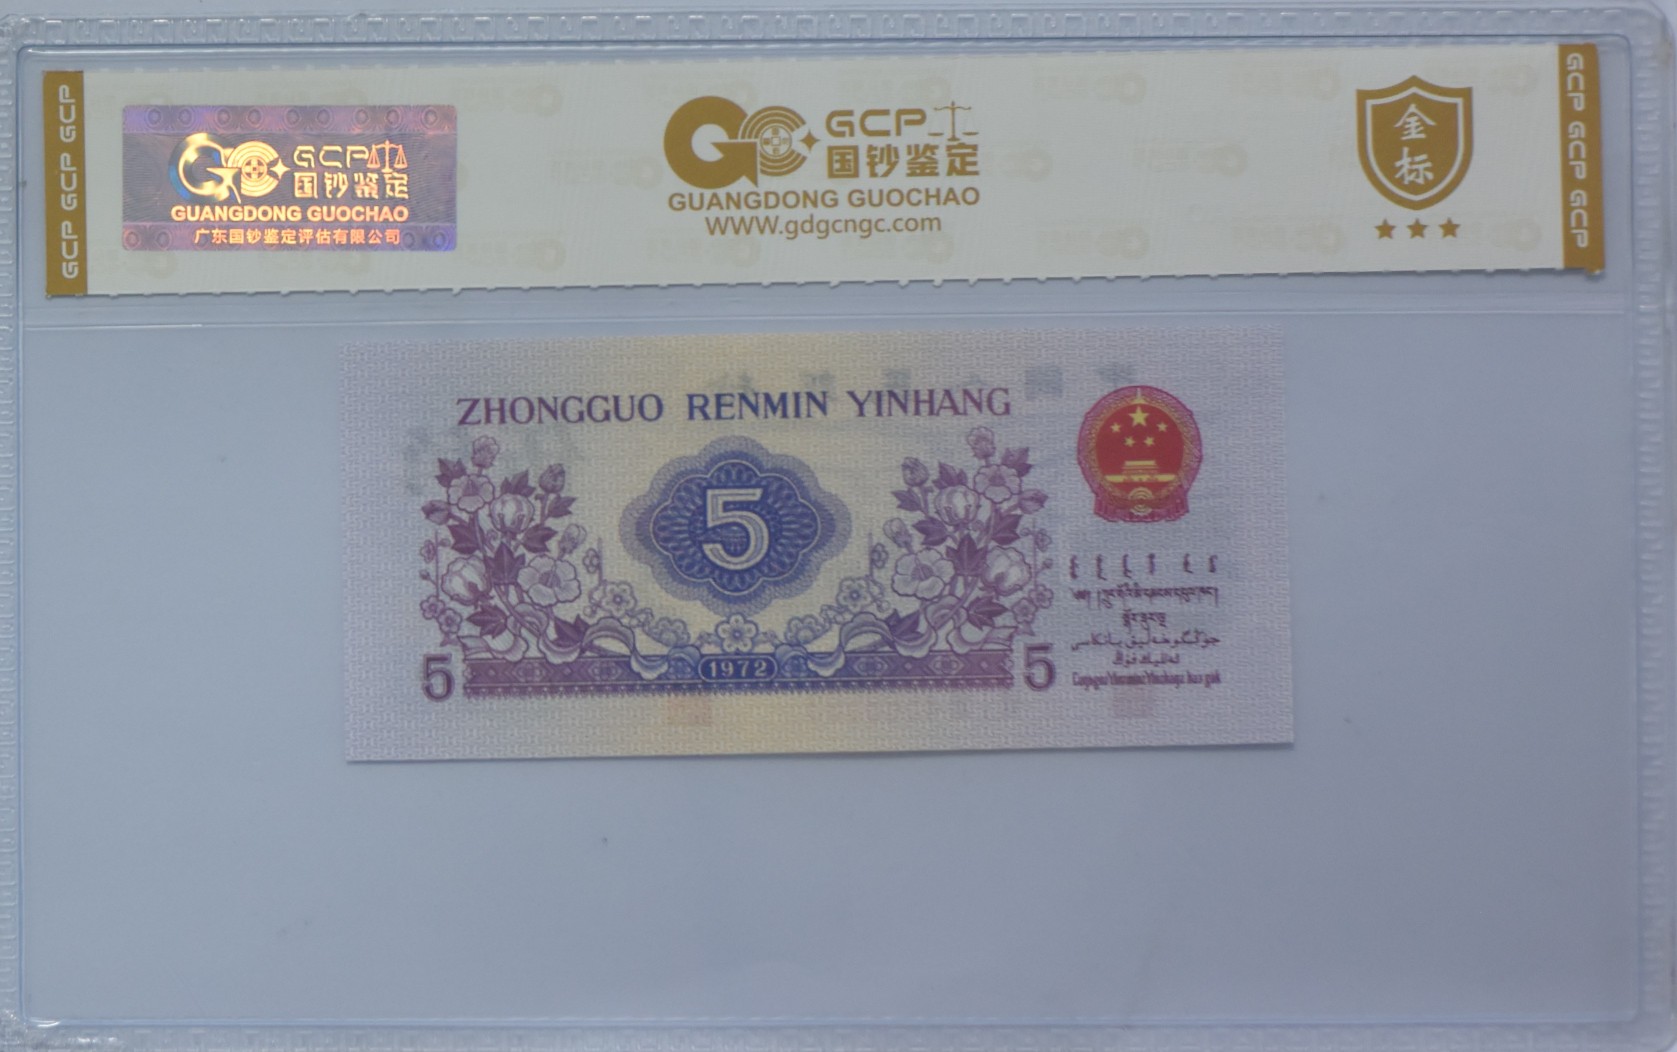 GCP GCP GCP
GCP
国钞鉴定
GUANGDONG GUOCHAO
广东国钞鉴定评估有限公司
GCP
国钞鉴定
GUANGDONG GUOCHAO
WWW.gdgcngc.com
金
标
GCP GCP GCP
ZHONGGUO RENMIN YINHANG
5
1972
5
5